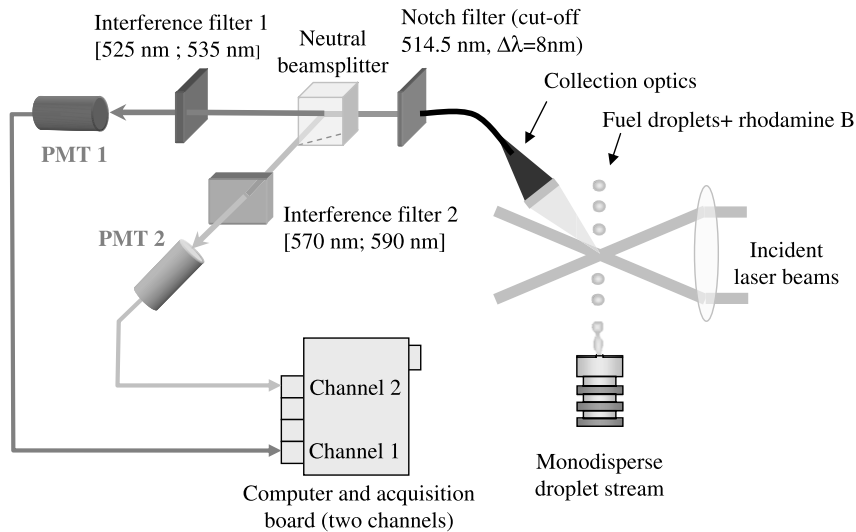 Interference filter 1
[525 nm ; 535 nm]
Neutral
beamsplitter
Notch filter (cut-off
514.5 nm, Δλ=8nm)
Collection optics
Fuel droplets+ rhodamine B
PMT 1
Interference filter 2
[570 nm; 590 nm]
PMT 2
Incident
laser beams
Channel 2
Channel 1
Monodisperse
droplet stream
Computer and acquisition
board (two channels)